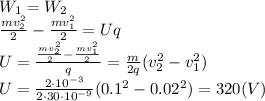 W_1 = W_2
\frac{mv_2^2}{2} - \frac{mv_1^2}{2} = Uq
U = \frac{\frac{mv_2^2}{2} - \frac{mv_1^2}{2}}{q} = \frac{m}{2q}(v_2^2 - v_1^2)
U = \frac{2 \cdot 10^{-3}}{2 \cdot 30 \cdot 10^{-9}}(0.1^2 - 0.02^2) = 320(V)